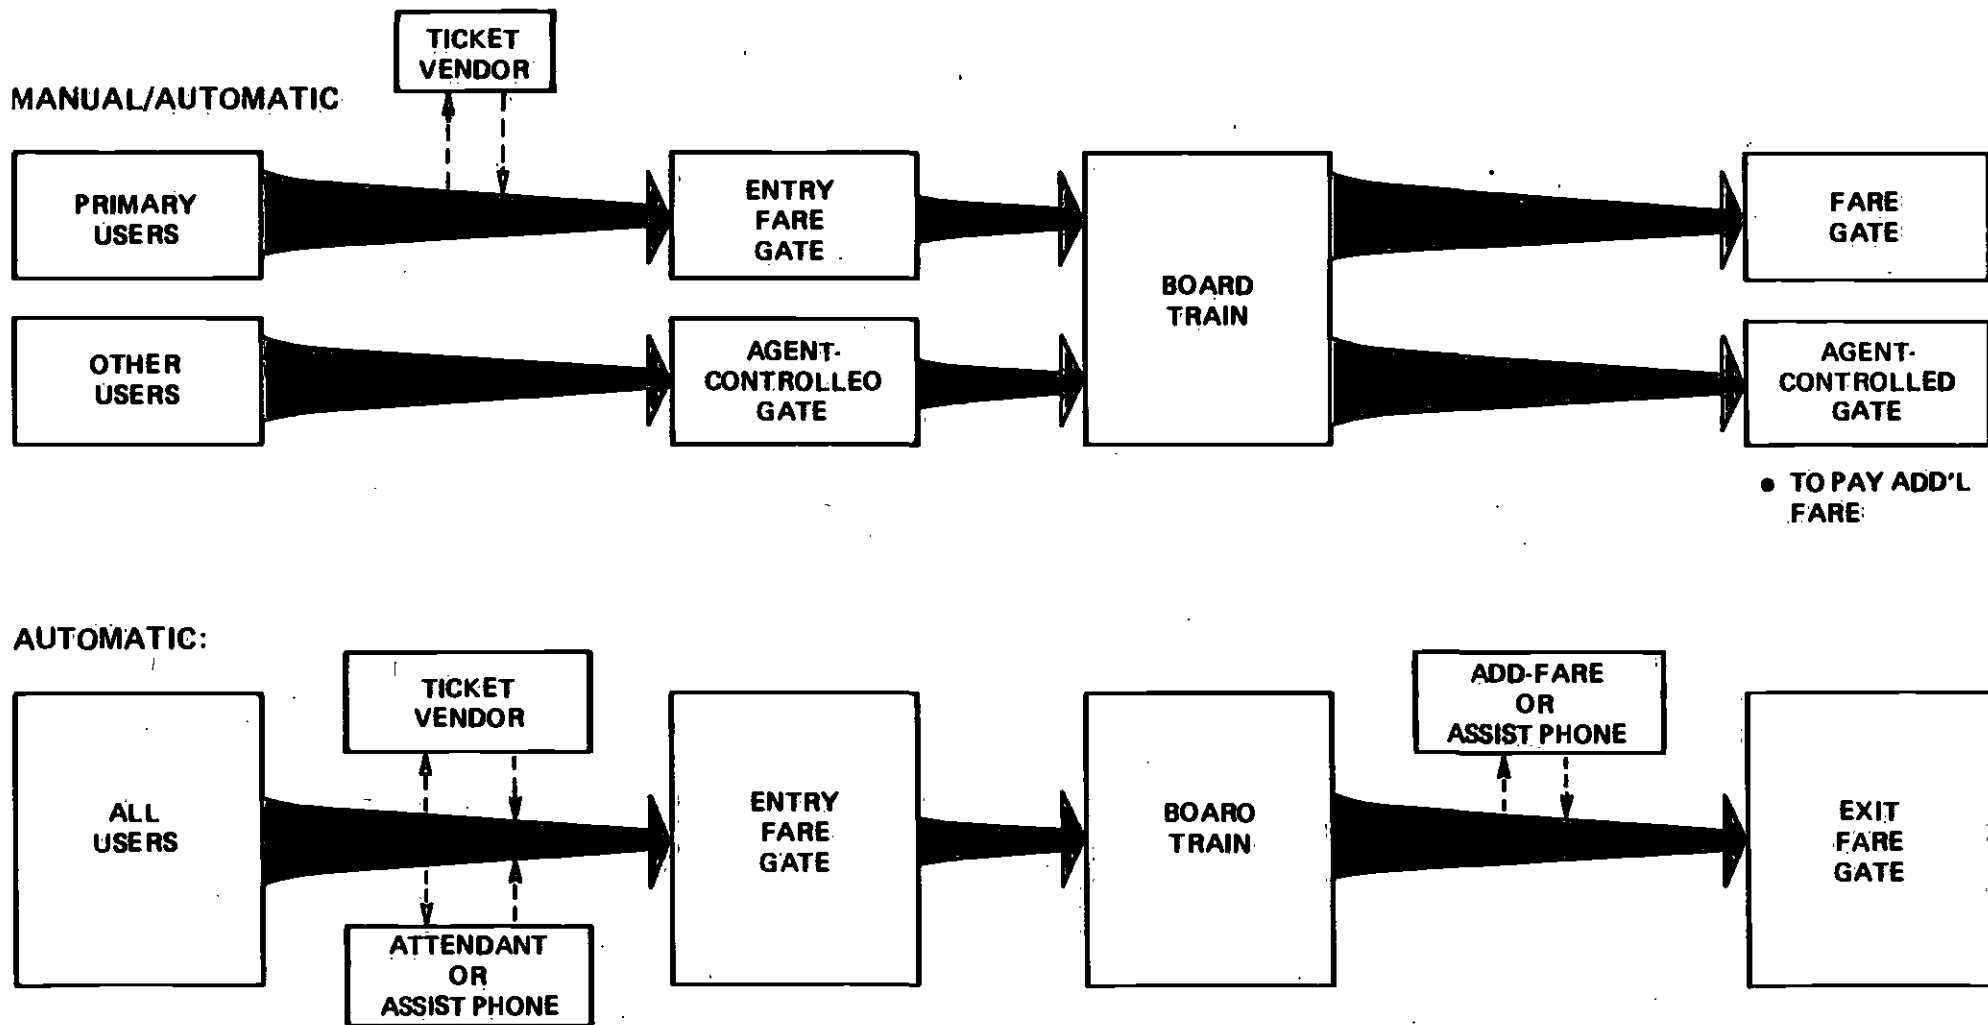 TICKET
VENDOR
MANUAL/AUTOMATIC
PRIMARY
USERS
ENTRY
FARE
GATE
BOARD
TRAIN
FARE
GATE
OTHER
USERS
AGENT-
CONTROLLEO
GATE
AGENT-
CONTROLLED
GATE
• TO PAY ADD'L
FARE
AUTOMATIC:
ALL
USERS
TICKET
VENDOR
ATTENDANT
OR
ASSIST PHONE
ENTRY
FARE
GATE
BOARO
TRAIN
ADD-FARE
OR
ASSIST PHONE
EXIT
FARE
GATE